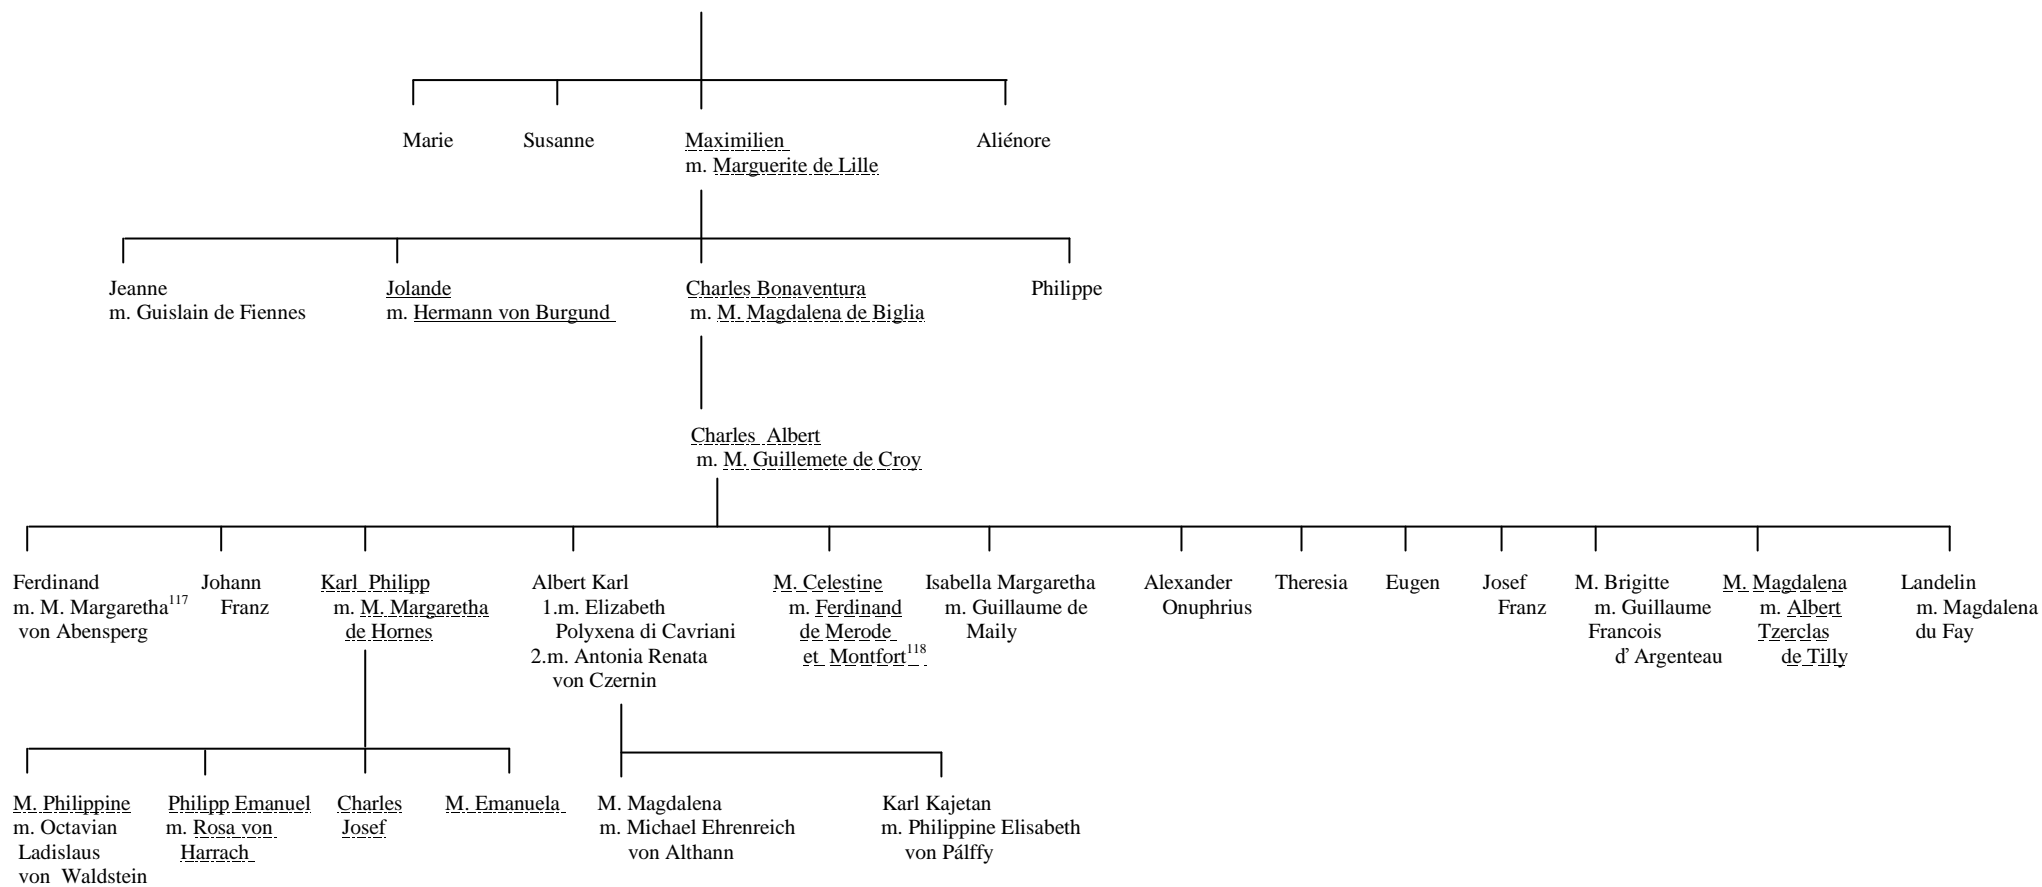 Marie
Susanne
Maximilien
m. Marguerite de Lille
Aliénore
Jeanne
m. Guislain de Fiennes
Jolande
m. Hermann von Burgund
Charles Bonaventura
m. M. Magdalena de Biglia
Philippe
Charles Albert
m. M. Guillemete de Croy
Ferdinand
m. M. Margaretha117
von Abensperg
Johann
Franz
Karl Philipp
m. M. Margaretha
de Hornes
Albert Karl
1.m. Elizabeth
Polyxena di Cavriani
2.m. Antonia Renata
von Czernin
M. Celestine
m. Ferdinand
de Merode
et Montfort118
Isabella Margaretha
m. Guillaume de
Maily
Alexander
Onuphrius
Theresia
Eugen
Josef
Franz
M. Brigitte
m. Guillaume
Francois
d'Argenteau
M. Magdalena
m. Albert
Tzerclas
de Tilly
Landelin
m. Magdalena
du Fay
M. Philippine
m. Octavian
Ladislaus
von Waldstein
Philipp Emanuel
m. Rosa von
Harrach
Charles
Josef
M. Emanuela
M. Magdalena
m. Michael Ehrenreich
von Althann
Karl Kajetan
m. Philippine Elisabeth
von Pálffy